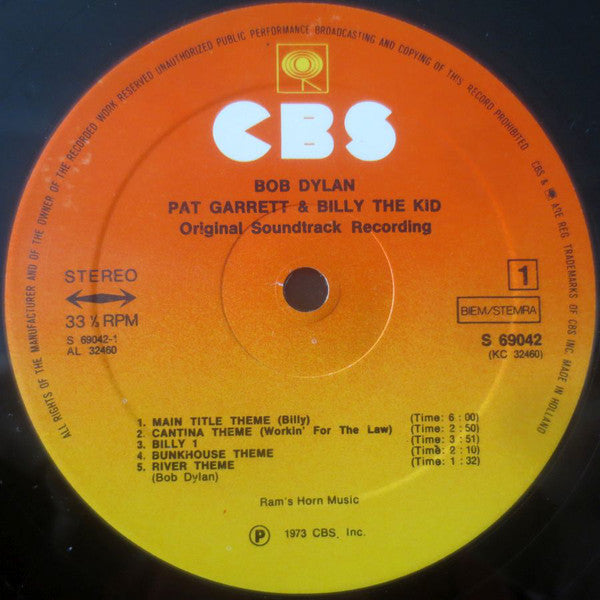 ALL RIGHTS OF THE MANUFACTURER AND OF THE OWNER OF THE RECORDED WORK RESERVED UNAUTHORIZED PUBLIC PERFORMANCE BROADCASTING AND COPYING OF THIS RECORD PROHIBITED
CBS & AYE REG. TRADEMARKS OF CBS INC. MADE IN HOLLAND
CBS
BOB DYLAN
PAT GARRETT & BILLY THE KiD
Original Soundtrack Recording
STEREO
33 ⅓ RPM
S 69042-1
AL 32460
1
BIEM/STEMRA
S 69042
(KC 32460)
1. MAIN TITLE THEME (Billy) (Time: 6 : 00)
2. CANTINA THEME (Workin' For The Law) (Time: 2 : 50)
3. BILLY 1 (Time: 3 : 51)
4. BUNKHOUSE THEME (Time: 2 : 10)
5. RIVER THEME (Time: 1 : 32)
(Bob Dylan)
Ram's Horn Music
℗ 1973 CBS, Inc.